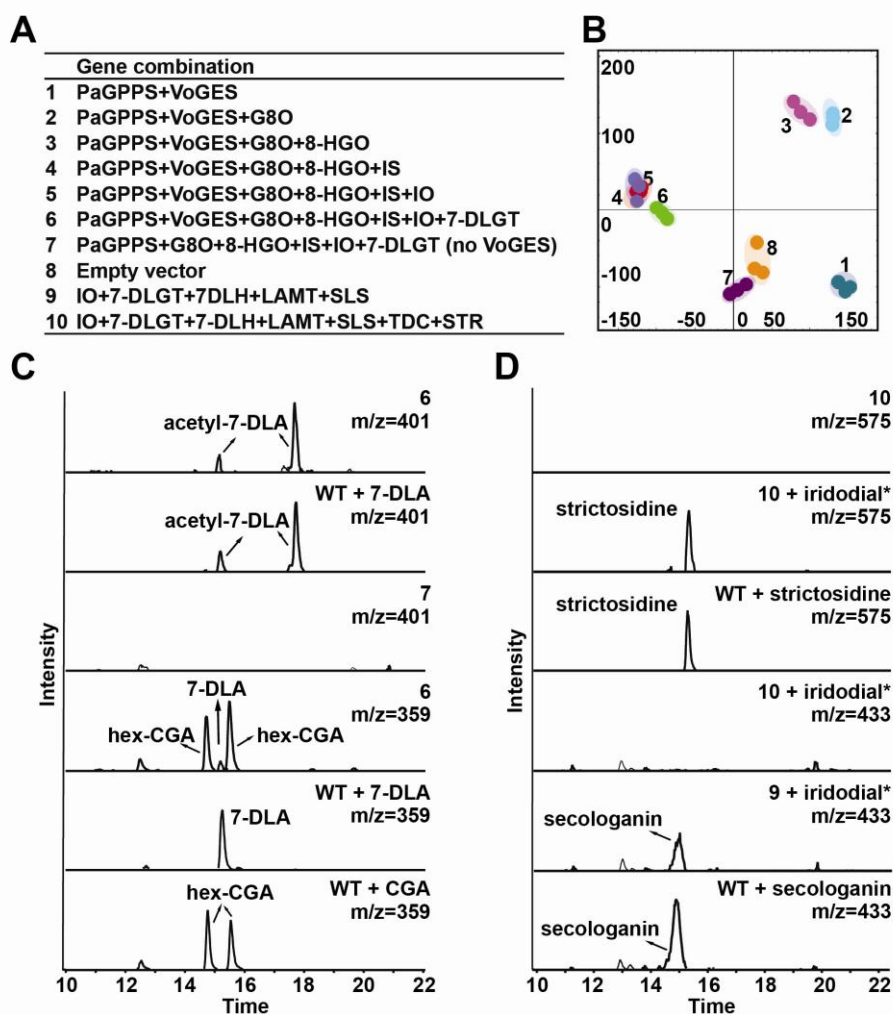 A
Gene combination
1 PaGPPS+VoGES
2 PaGPPS+VoGES+G8O
3 PaGPPS+VoGES+G8O+8-HGO
4 PaGPPS+VoGES+G8O+8-HGO+IS
5 PaGPPS+VoGES+G8O+8-HGO+IS+IO
6 PaGPPS+VoGES+G8O+8-HGO+IS+IO+7-DLGT
7 PaGPPS+G8O+8-HGO+IS+IO+7-DLGT (no VoGES)
8 Empty vector
9 IO+7-DLGT+7DLH+LAMT+SLS
10 IO+7-DLGT+7-DLH+LAMT+SLS+TDC+STR
B
200
100
0
-100
-150 -50 0 50 150
3 2
5
4 6
8
7 1
C
6
m/z=401
acetyl-7-DLA
WT + 7-DLA
m/z=401
acetyl-7-DLA
7
m/z=401
6
m/z=359
7-DLA
hex-CGA hex-CGA
WT + 7-DLA
m/z=359
7-DLA
WT + CGA
m/z=359
hex-CGA
Intensity
10 12 14 16 18 20 22
Time
D
10
m/z=575
10 + iridodial*
m/z=575
strictosidine
WT + strictosidine
m/z=575
strictosidine
10 + iridodial*
m/z=433
9 + iridodial*
m/z=433
secologanin
WT + secologanin
m/z=433
secologanin
Intensity
10 12 14 16 18 20 22
Time